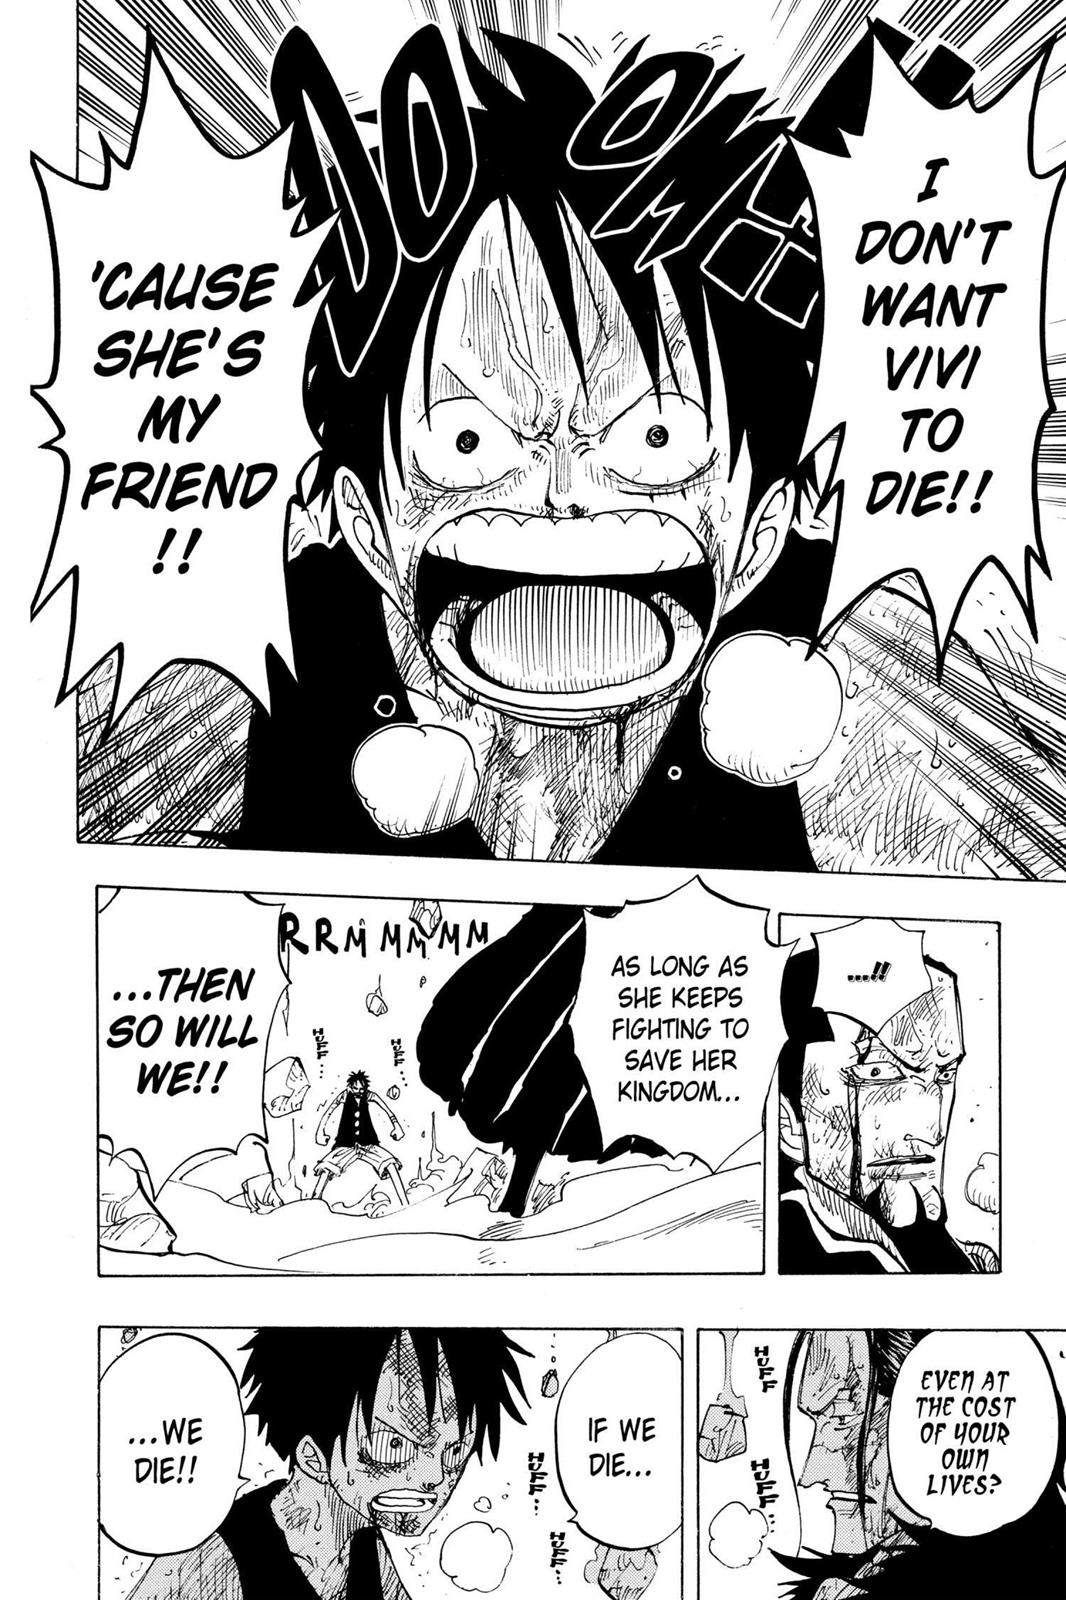 DOOM!!
I
DON'T
WANT
VIVI
TO
DIE!!
'CAUSE
SHE'S
MY
FRIEND
!!
....!!
AS LONG AS
SHE KEEPS
FIGHTING TO
SAVE HER
KINGDOM...
RRMMMMM
HUFF...
HUFF...
...THEN
SO WILL
WE!!
EVEN AT
THE COST
OF YOUR
OWN
LIVES?
HUFF
HUFF...
IF WE
DIE...
HUFF...
HUFF...
...WE
DIE!!